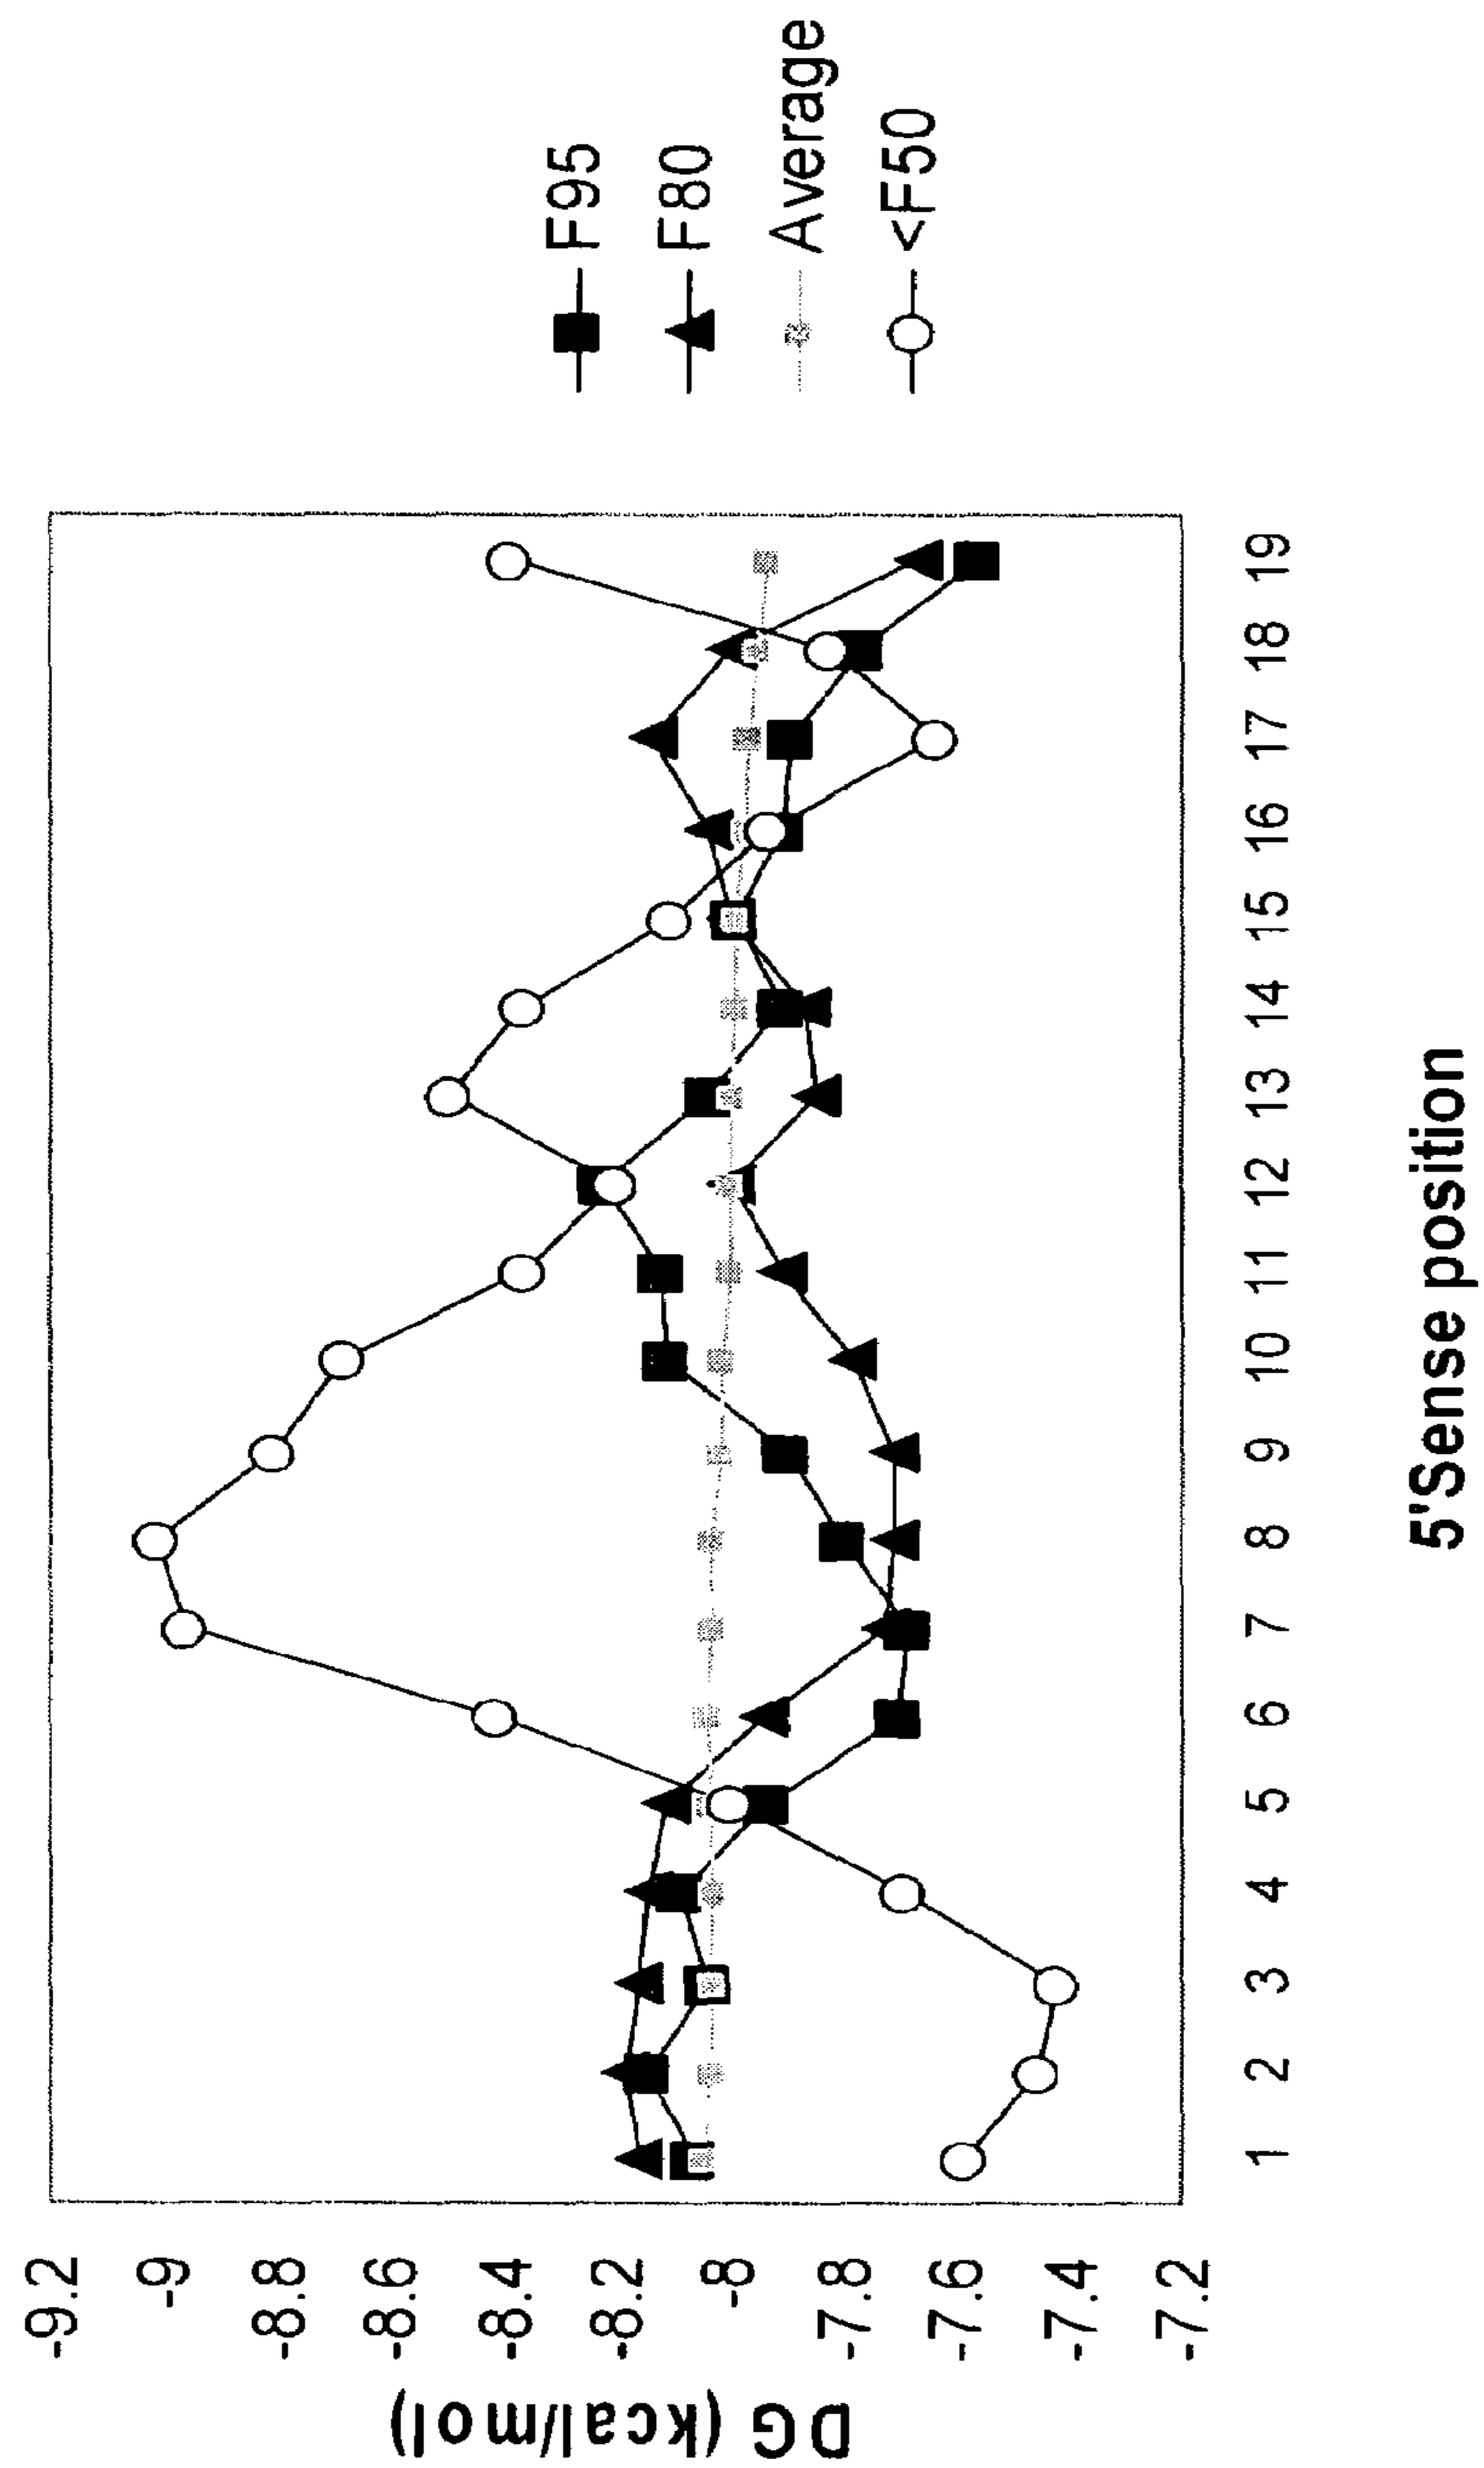 DG (kcal/mol)
-9.2
-9
-8.8
-8.6
-8.4
-8.2
-8
-7.8
-7.6
-7.4
-7.2
1 2 3 4 5 6 7 8 9 10 11 12 13 14 15 16 17 18 19
5'Sense position
F95
F80
Average
<F50